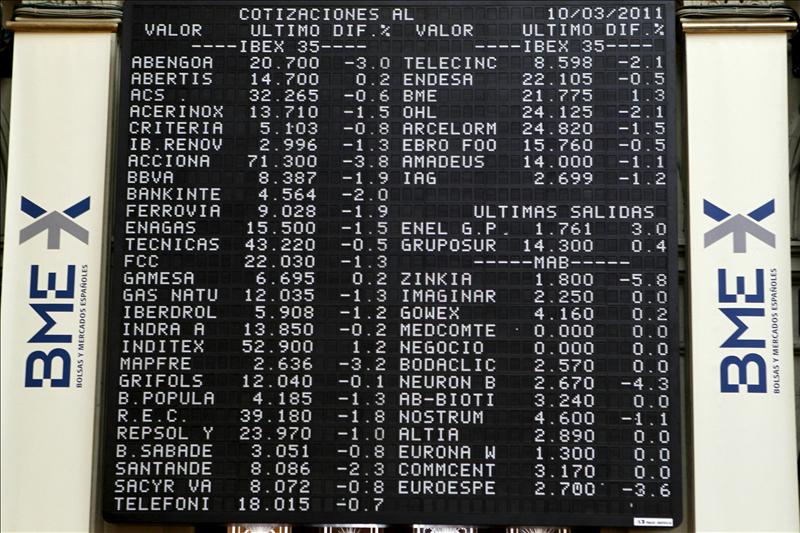 COTIZACIONES AL 10/03/2011
VALOR ULTIMO DIF.% VALOR ULTIMO DIF.%
----IBEX 35---- ----IBEX 35----
ABENGOA 20.700 -3.0 TELECINC 8.598 -2.1
ABERTIS 14.700 0.2 ENDESA 22.105 -0.5
ACS . 32.265 -0.6 BME 21.775 1.3
ACERINOX 13.710 -1.5 OHL 24.125 -2.1
CRITERIA 5.103 -0.8 ARCELORM 24.820 -1.5
IB.RENOV 2.996 -1.3 EBRO FOO 15.760 -0.5
ACCIONA 71.300 -3.8 AMADEUS 14.000 -1.1
BBVA 8.387 -1.9 IAG 2.699 -1.2
BANKINTE 4.564 -2.0
FERROVIA 9.028 -1.9 ULTIMAS SALIDAS
ENAGAS 15.500 -1.5 ENEL G.P. 1.761 3.0
TECNICAS 43.220 -0.5 GRUPOSUR 14.300 0.4
FCC 22.030 -1.3 -----MAB-----
GAMESA 6.695 0.2 ZINKIA 1.800 -5.8
GAS NATU 12.035 -1.3 IMAGINAR 2.250 0.0
IBERDROL 5.908 -1.2 GOWEX 4.160 0.2
INDRA A 13.850 -0.2 MEDCOMTE 0.000 0.0
INDITEX 52.900 1.2 NEGOCIO 0.000 0.0
MAPFRE 2.636 -3.2 BODACLIC 2.570 0.0
GRIFOLS 12.040 -0.1 NEURON B 2.670 -4.3
B.POPULA 4.185 -1.3 AB-BIOTI 3.240 0.0
R.E.C. 39.180 -1.8 NOSTRUM 4.600 -1.1
REPSOL Y 23.970 -1.0 ALTIA 2.890 0.0
B.SABADE 3.051 -0.8 EURONA W 1.300 0.0
SANTANDE 8.086 -2.3 COMMCENT 3.170 0.0
SACYR VA 8.072 -0.8 EUROESPE 2.700 -3.6
TELEFONI 18.015 -0.7
BME X
BOLSAS Y MERCADOS ESPAÑOLES
BME
BOLSAS Y MERCADOS ESPAÑOLES